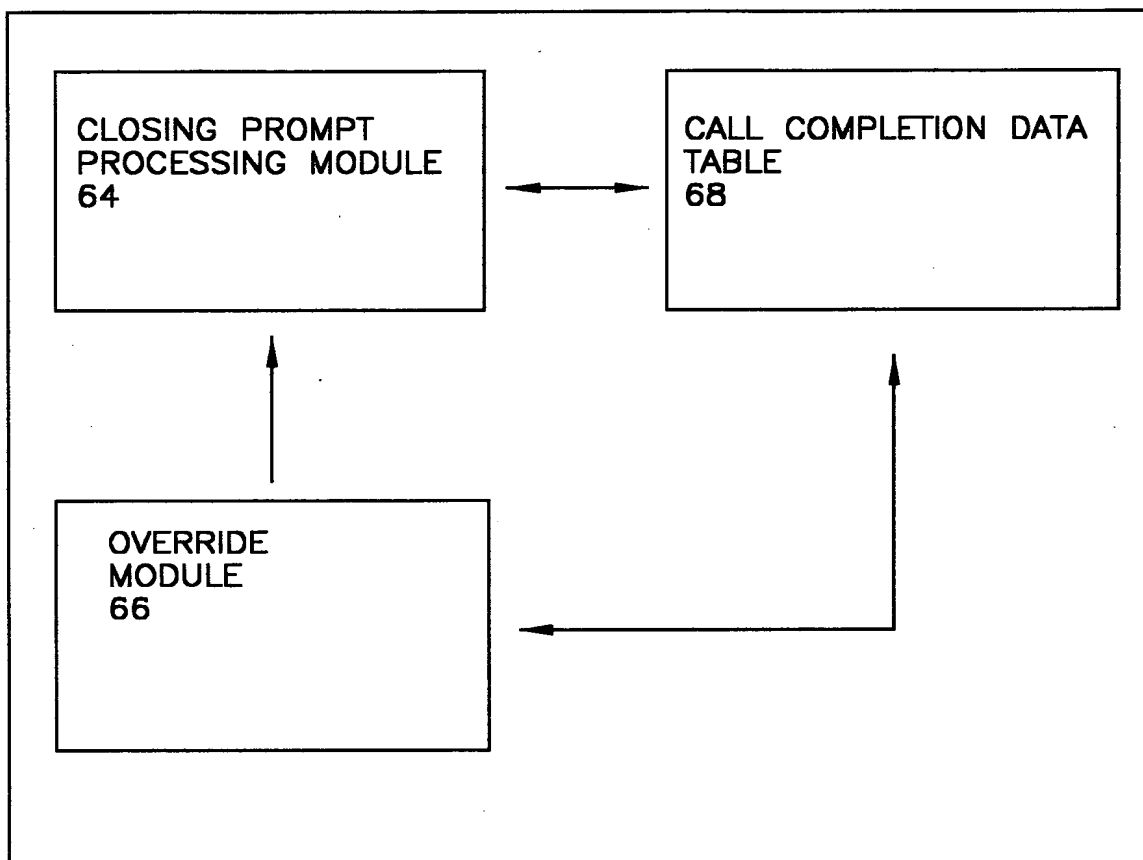 CLOSING PROMPT
PROCESSING MODULE
64
CALL COMPLETION DATA
TABLE
68
OVERRIDE
MODULE
66